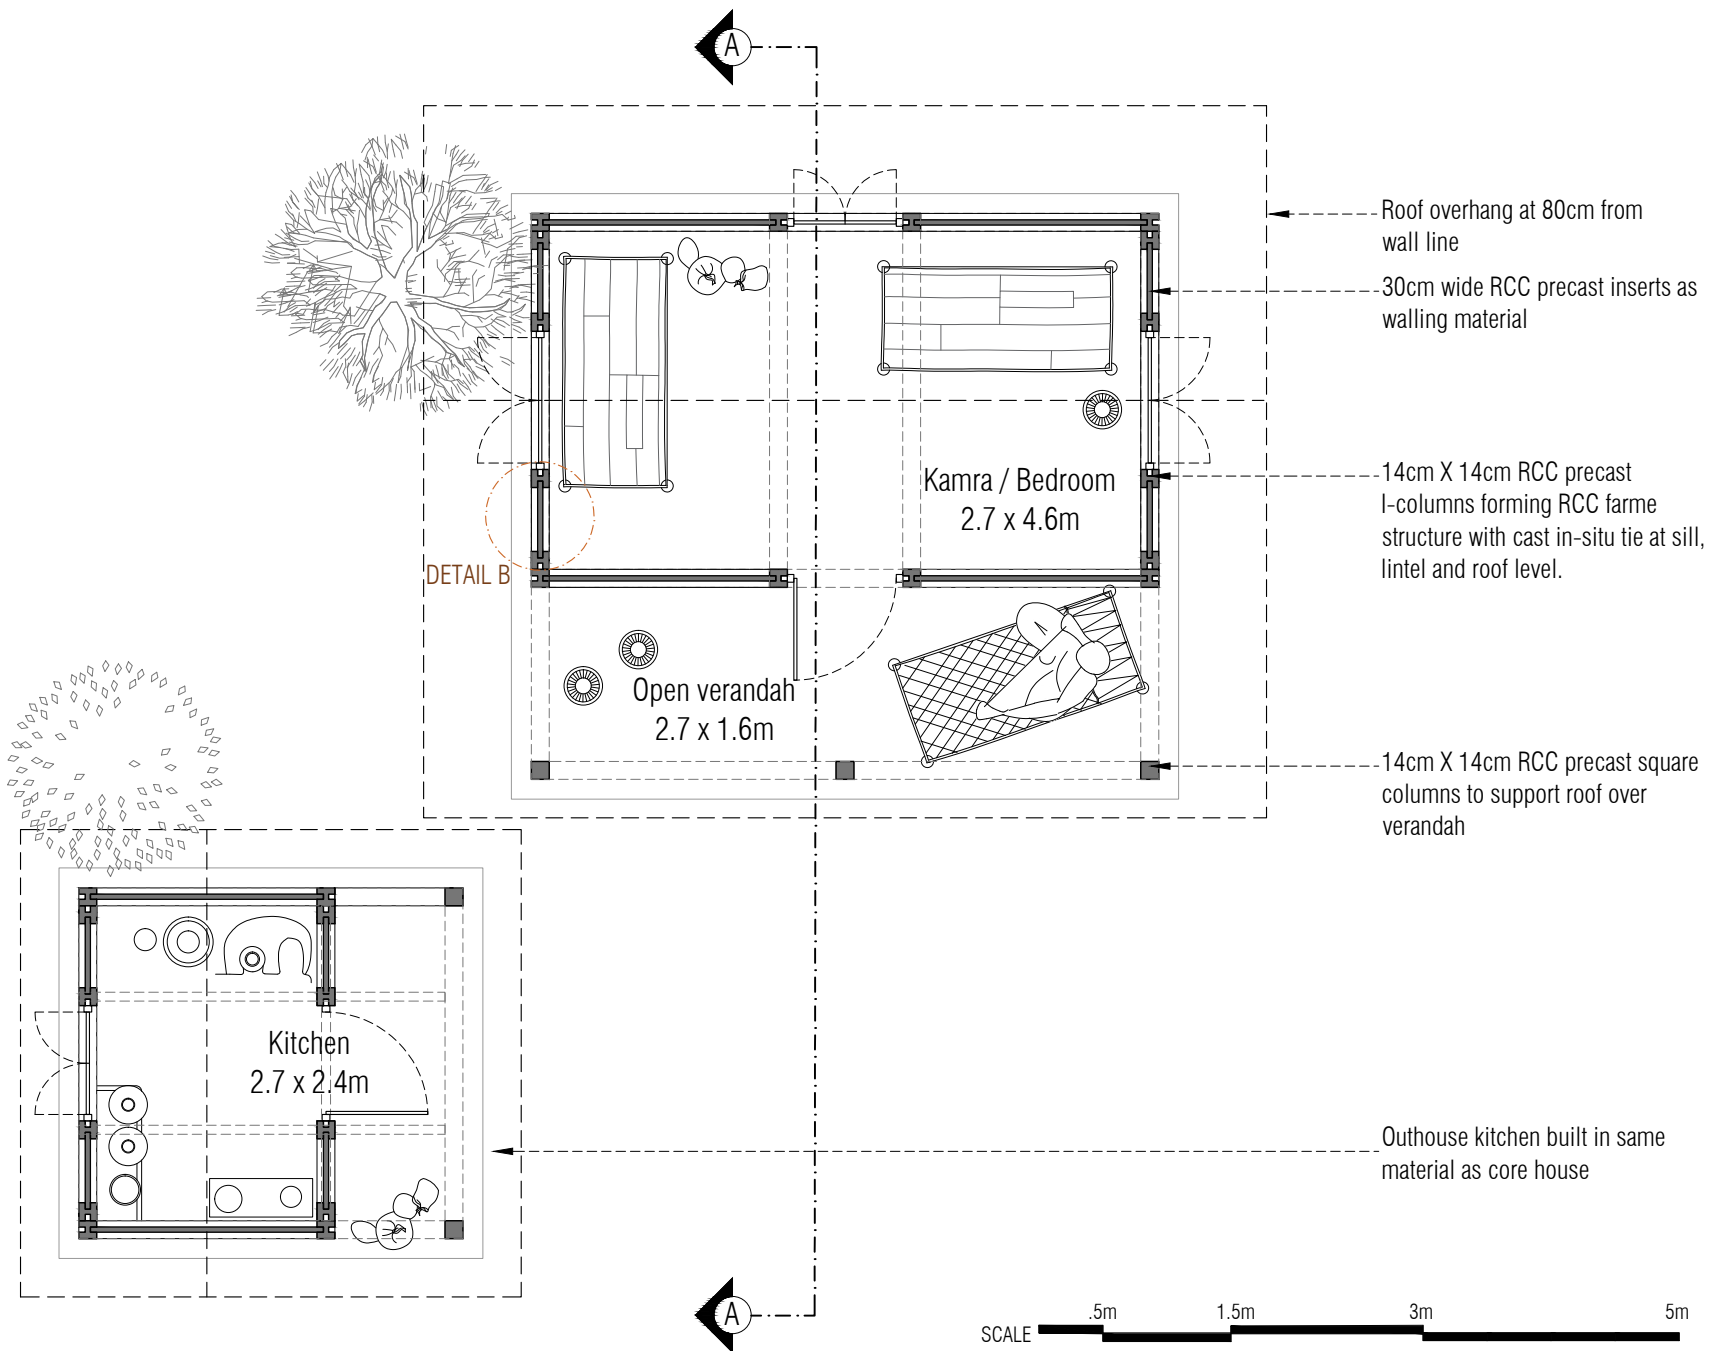 A
Roof overhang at 80cm from
wall line
30cm wide RCC precast inserts as
walling material
Kamra / Bedroom
2.7 x 4.6m
14cm X 14cm RCC precast
I-columns forming RCC farme
structure with cast in-situ tie at sill,
lintel and roof level.
DETAIL B
Open verandah
2.7 x 1.6m
14cm X 14cm RCC precast square
columns to support roof over
verandah
Kitchen
2.7 x 2.4m
Outhouse kitchen built in same
material as core house
A
SCALE
.5m
1.5m
3m
5m